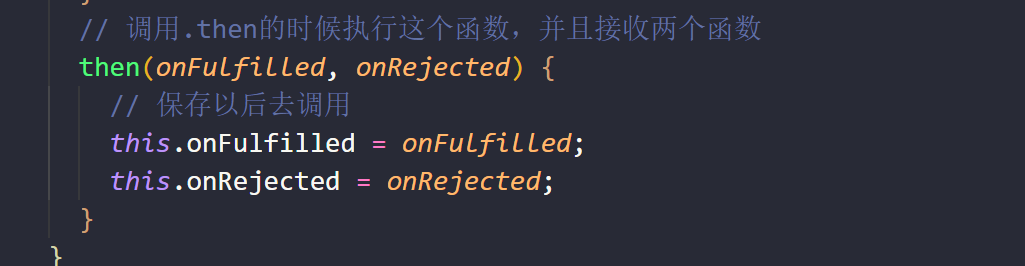 }
// 调用.then的时候执行这个函数，并且接收两个函数
then(onFulfilled, onRejected) {
// 保存以后去调用
this.onFulfilled = onFulfilled;
this.onRejected = onRejected;
}
}